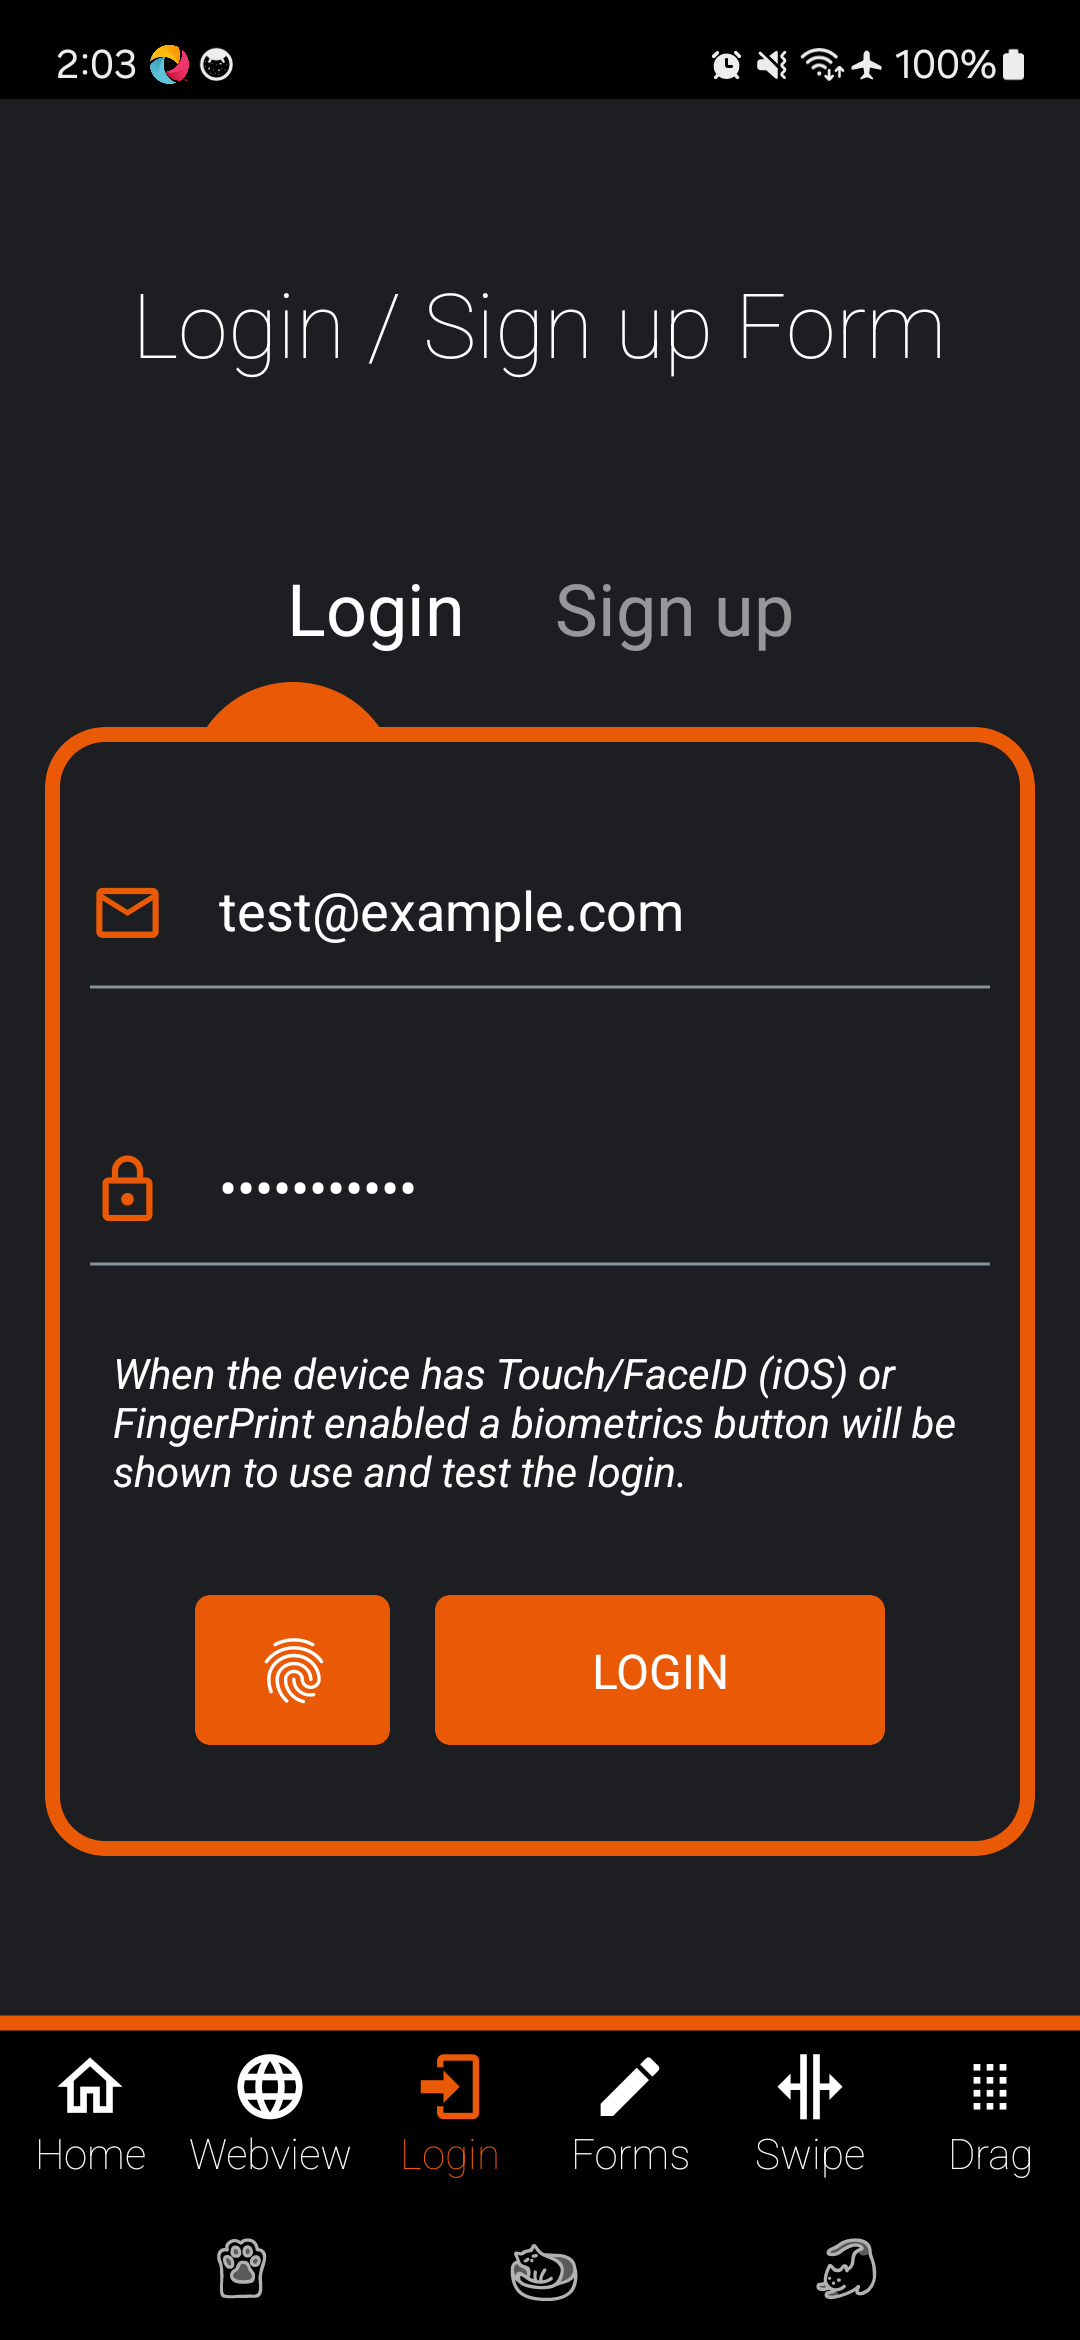 2:03 100%
Login / Sign up Form
Login Sign up
test@example.com
•••••••••••
When the device has Touch/FaceID (iOS) or
FingerPrint enabled a biometrics button will be
shown to use and test the login.
LOGIN
Home Webview Login Forms Swipe Drag